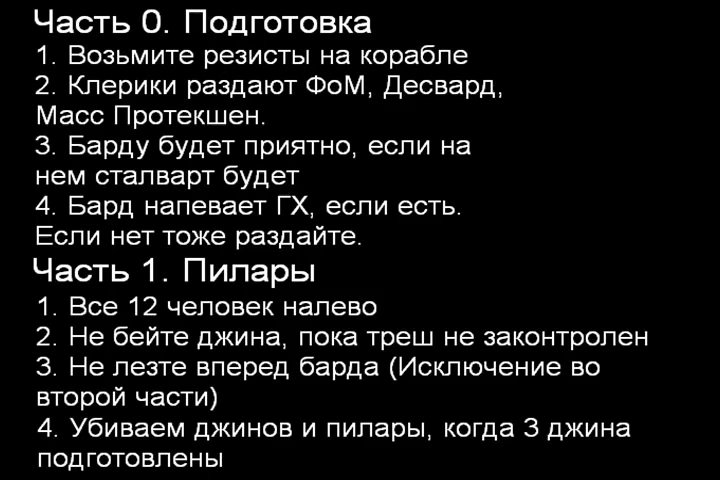 Часть 0. Подготовка
1. Возьмите резисты на корабле
2. Клерики раздают ФоМ, Десвард,
Масс Протекшен.
3. Барду будет приятно, если на
нем сталварт будет
4. Бард напевает ГХ, если есть.
Если нет тоже раздайте.
Часть 1. Пилары
1. Все 12 человек налево
2. Не бейте джина, пока треш не законтролен
3. Не лезте вперед барда (Исключение во
второй части)
4. Убиваем джинов и пилары, когда 3 джина
подготовлены